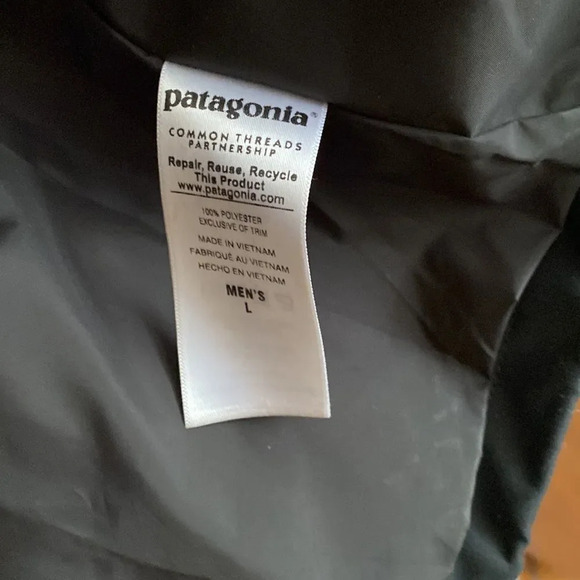 patagonia®
COMMON THREADS
PARTNERSHIP
Repair, Reuse, Recycle
This Product
www.patagonia.com
100% POLYESTER
EXCLUSIVE OF TRIM
MADE IN VIETNAM
FABRIQUÉ AU VIETNAM
HECHO EN VIETNAM
MEN'S
L